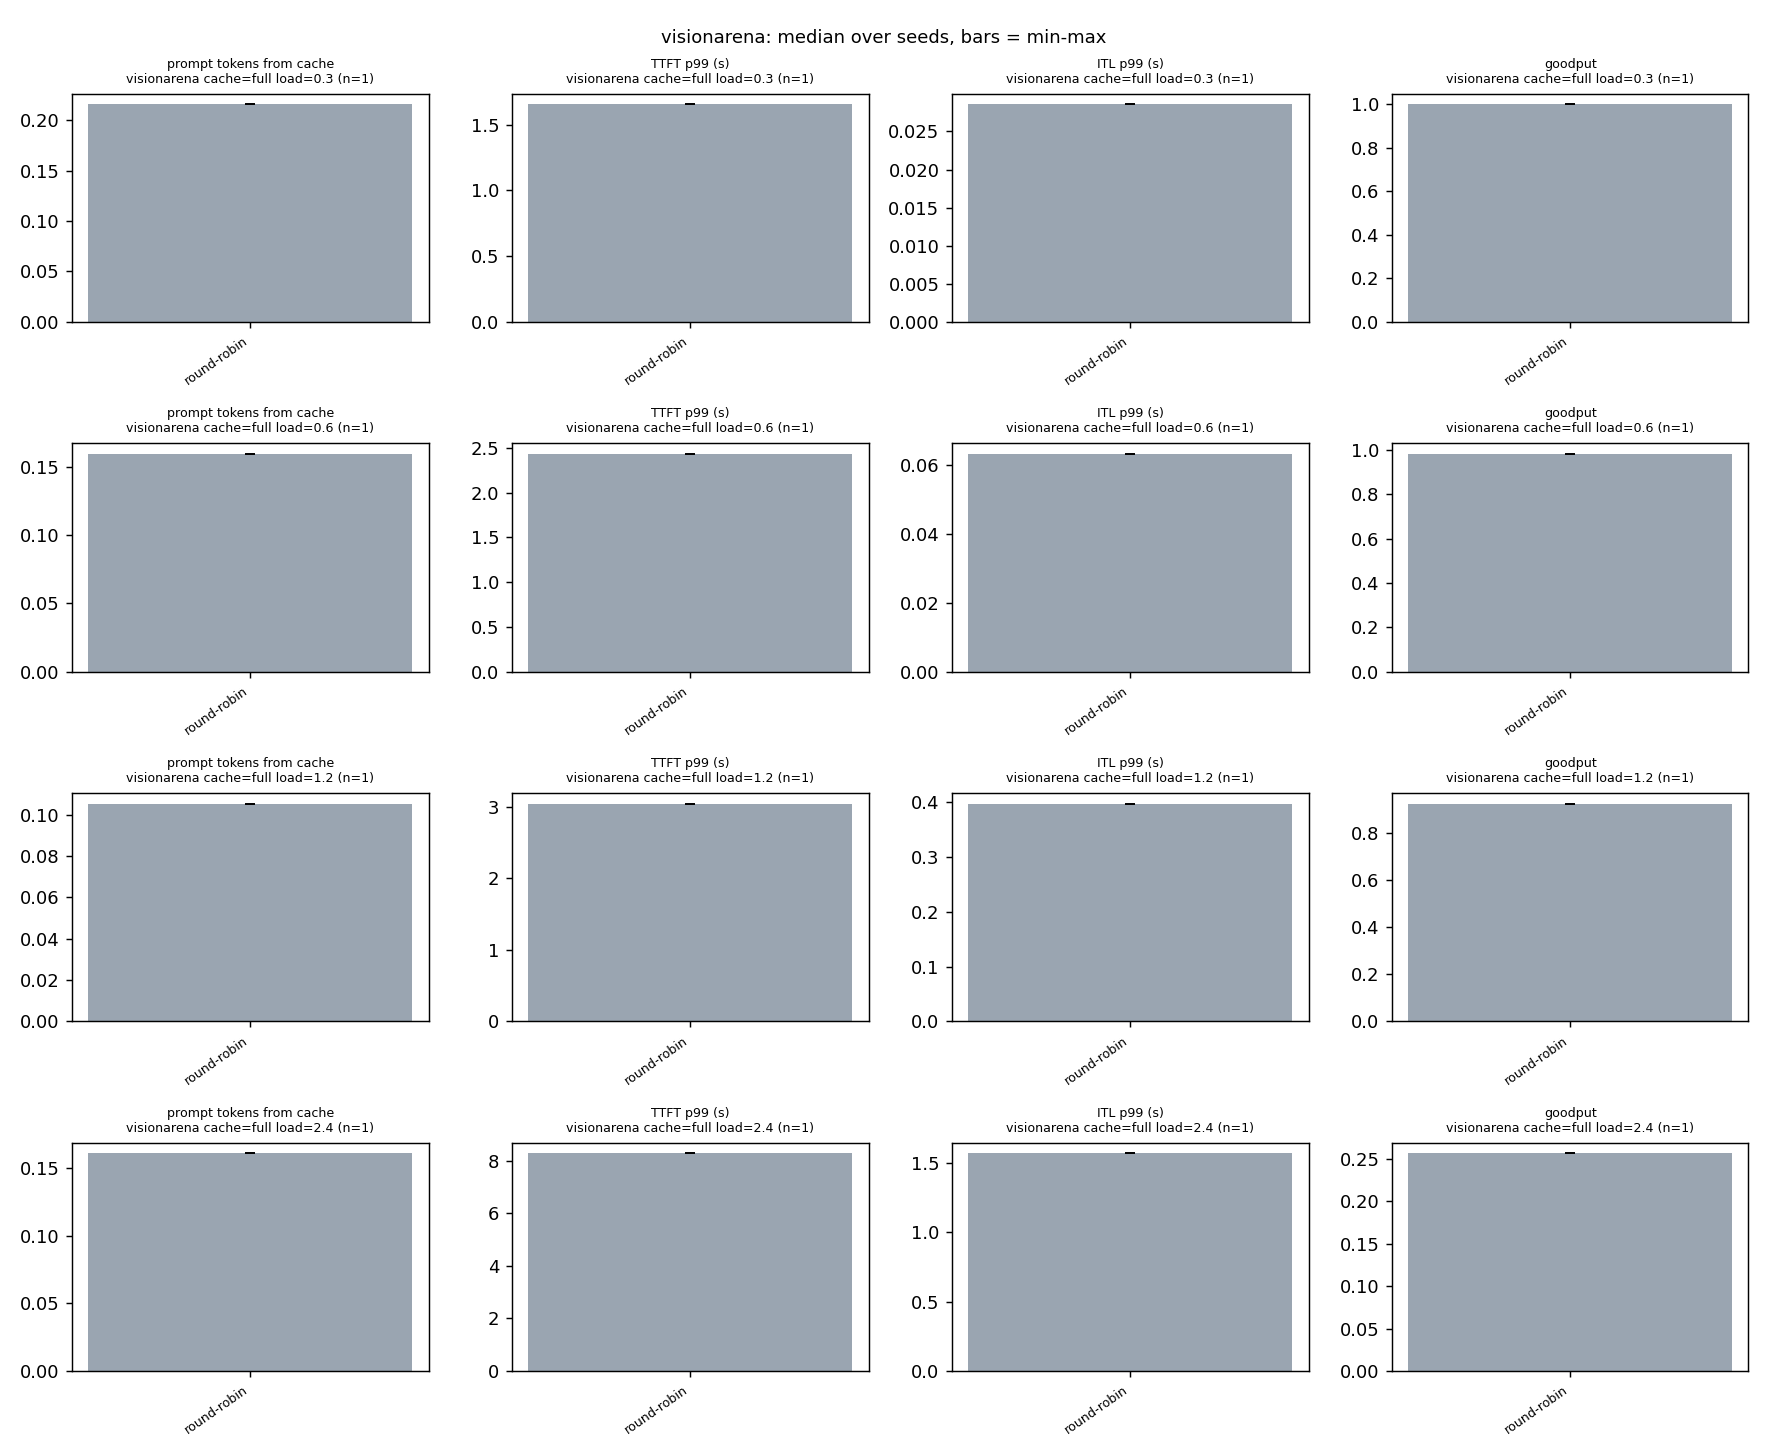 visionarena: median over seeds, bars = min-max
prompt tokens from cache
visionarena cache=full load=0.3 (n=1)
0.20
0.15
0.10
0.05
0.00
round-robin
TTFT p99 (s)
visionarena cache=full load=0.3 (n=1)
1.5
1.0
0.5
0.0
round-robin
ITL p99 (s)
visionarena cache=full load=0.3 (n=1)
0.025
0.020
0.015
0.010
0.005
0.000
round-robin
goodput
visionarena cache=full load=0.3 (n=1)
1.0
0.8
0.6
0.4
0.2
0.0
round-robin
prompt tokens from cache
visionarena cache=full load=0.6 (n=1)
0.15
0.10
0.05
0.00
round-robin
TTFT p99 (s)
visionarena cache=full load=0.6 (n=1)
2.5
2.0
1.5
1.0
0.5
0.0
round-robin
ITL p99 (s)
visionarena cache=full load=0.6 (n=1)
0.06
0.04
0.02
0.00
round-robin
goodput
visionarena cache=full load=0.6 (n=1)
1.0
0.8
0.6
0.4
0.2
0.0
round-robin
prompt tokens from cache
visionarena cache=full load=1.2 (n=1)
0.10
0.08
0.06
0.04
0.02
0.00
round-robin
TTFT p99 (s)
visionarena cache=full load=1.2 (n=1)
3
2
1
0
round-robin
ITL p99 (s)
visionarena cache=full load=1.2 (n=1)
0.4
0.3
0.2
0.1
0.0
round-robin
goodput
visionarena cache=full load=1.2 (n=1)
0.8
0.6
0.4
0.2
0.0
round-robin
prompt tokens from cache
visionarena cache=full load=2.4 (n=1)
0.15
0.10
0.05
0.00
round-robin
TTFT p99 (s)
visionarena cache=full load=2.4 (n=1)
8
6
4
2
0
round-robin
ITL p99 (s)
visionarena cache=full load=2.4 (n=1)
1.5
1.0
0.5
0.0
round-robin
goodput
visionarena cache=full load=2.4 (n=1)
0.25
0.20
0.15
0.10
0.05
0.00
round-robin